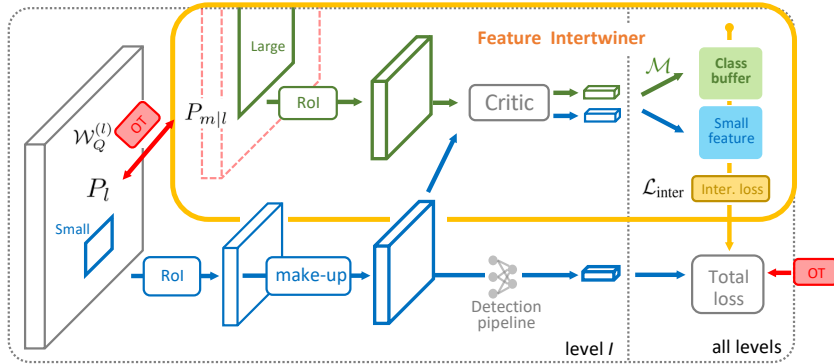 Large
Feature Intertwiner
M
Class
buffer
RoI
P_{m|l}
Critic
W_Q^{(l)}
OT
Small
feature
P_l
L_inter
Inter. loss
Small
RoI
make-up
Total
loss
OT
Detection
pipeline
level l
all levels